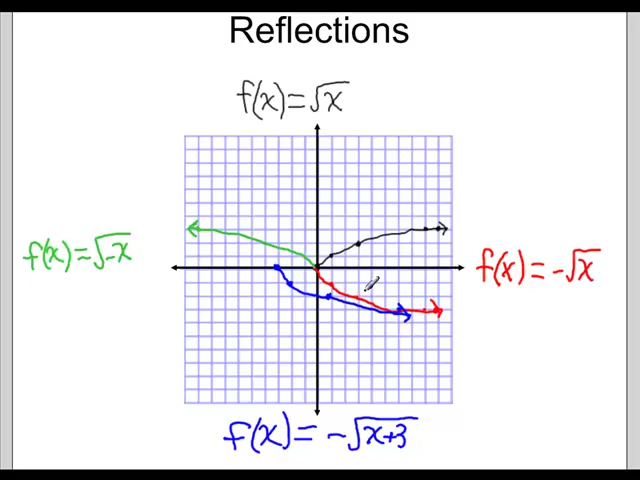 Reflections
f(x)=√x
f(x)=√-x
f(x)=-√x
f(x)=-√x+3